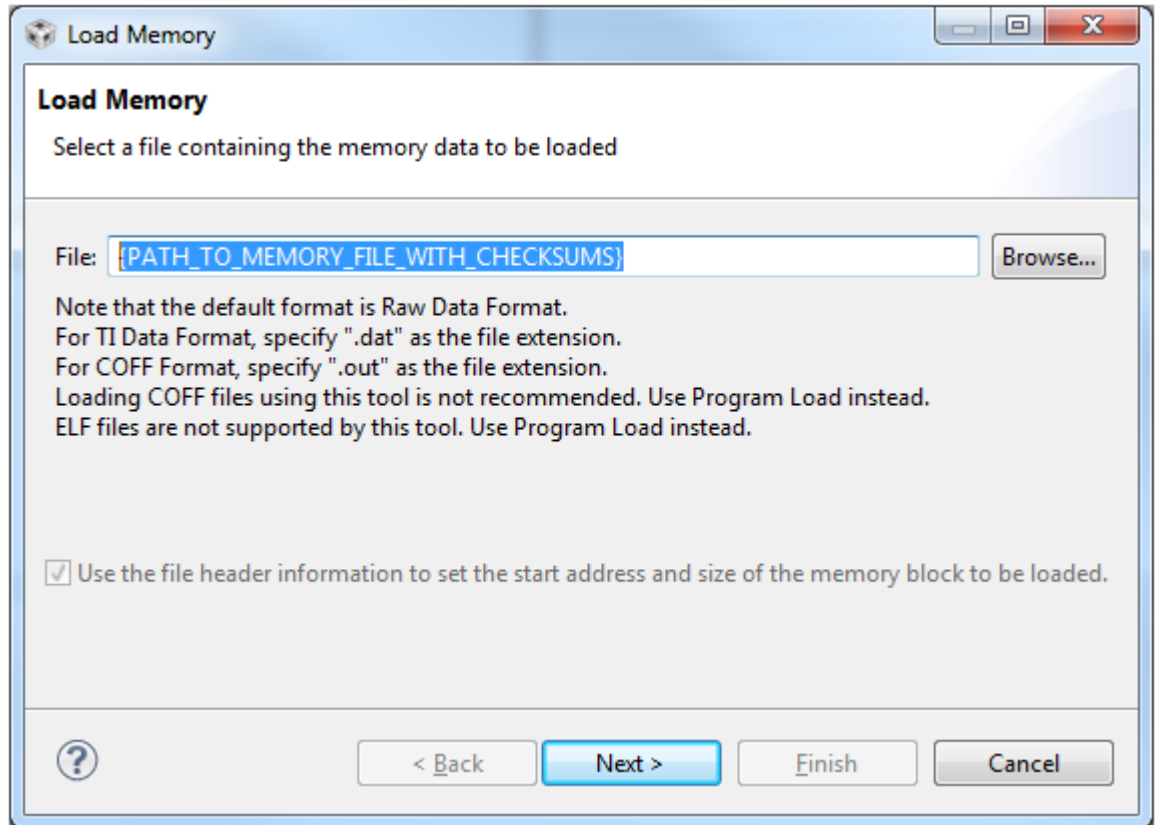 Load Memory
Load Memory
Select a file containing the memory data to be loaded
File: {PATH_TO_MEMORY_FILE_WITH_CHECKSUMS} Browse...
Note that the default format is Raw Data Format.
For TI Data Format, specify ".dat" as the file extension.
For COFF Format, specify ".out" as the file extension.
Loading COFF files using this tool is not recommended. Use Program Load instead.
ELF files are not supported by this tool. Use Program Load instead.
Use the file header information to set the start address and size of the memory block to be loaded.
? < Back Next > Finish Cancel